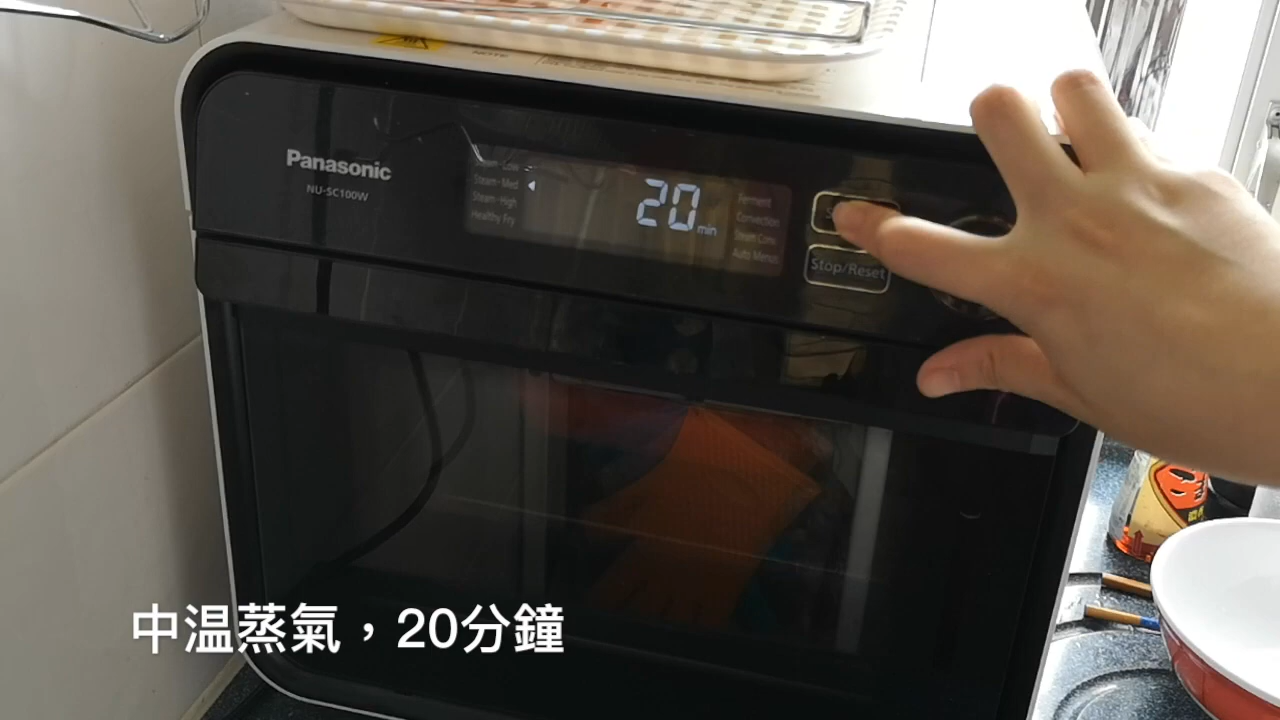 Panasonic
NU-SC100W
Steam - Low
Steam - Med
Steam - High
Healthy Fry
20 min
Ferment
Convection
Steam Conv.
Auto Menus
Stop/Reset
中温蒸氣，20分鐘